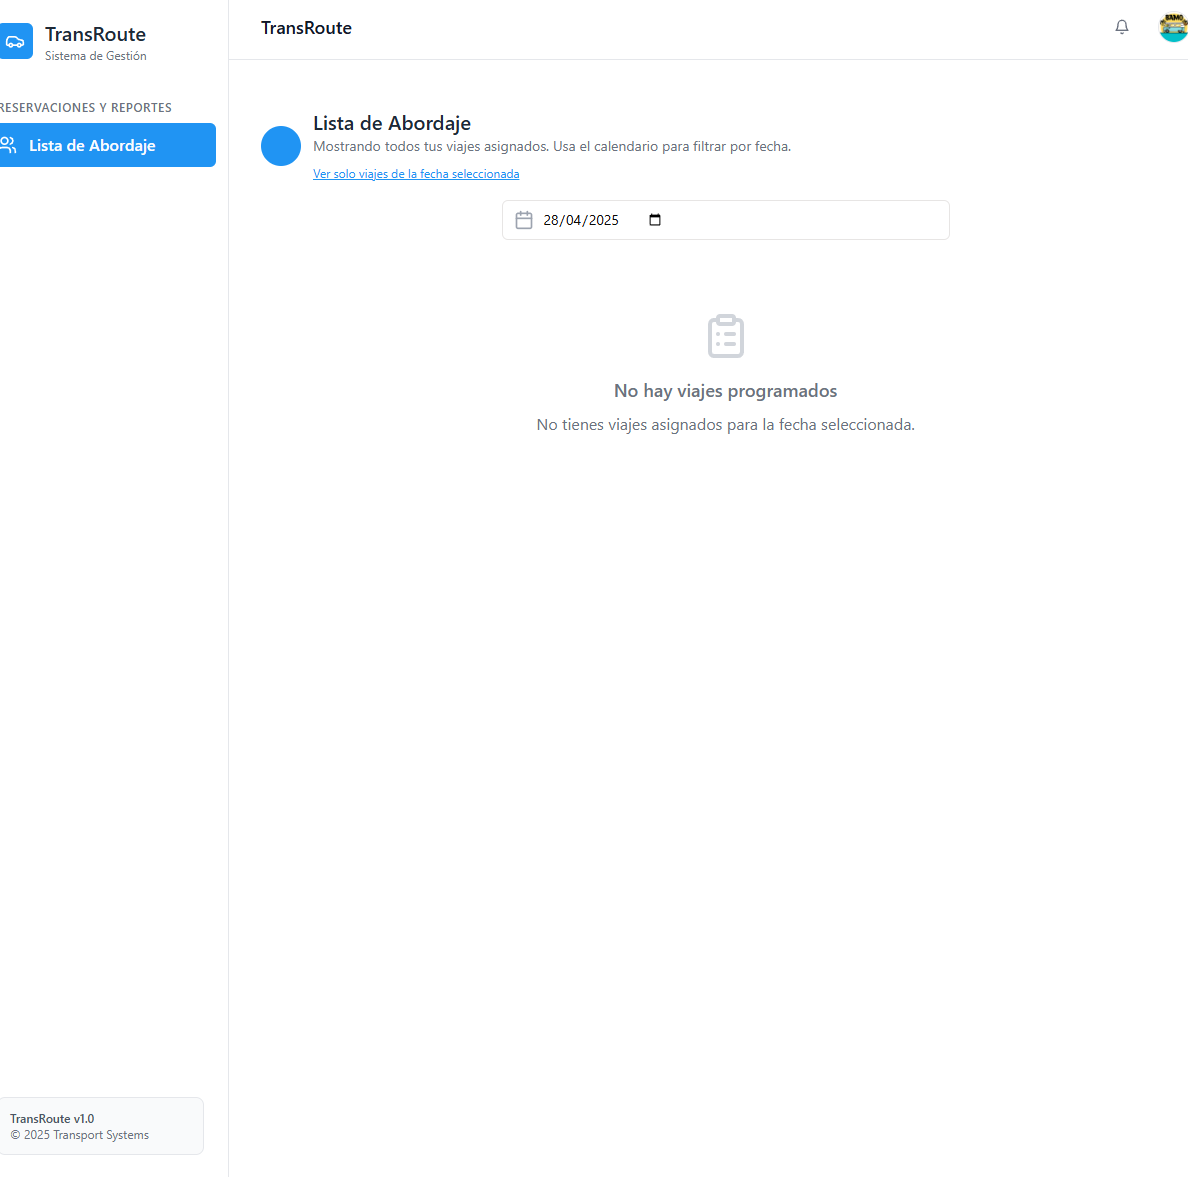 TransRoute
Sistema de Gestión
RESERVACIONES Y REPORTES
Lista de Abordaje
TransRoute v1.0
© 2025 Transport Systems
TransRoute
BAMO
Lista de Abordaje
Mostrando todos tus viajes asignados. Usa el calendario para filtrar por fecha.
Ver solo viajes de la fecha seleccionada
28/04/2025
No hay viajes programados
No tienes viajes asignados para la fecha seleccionada.